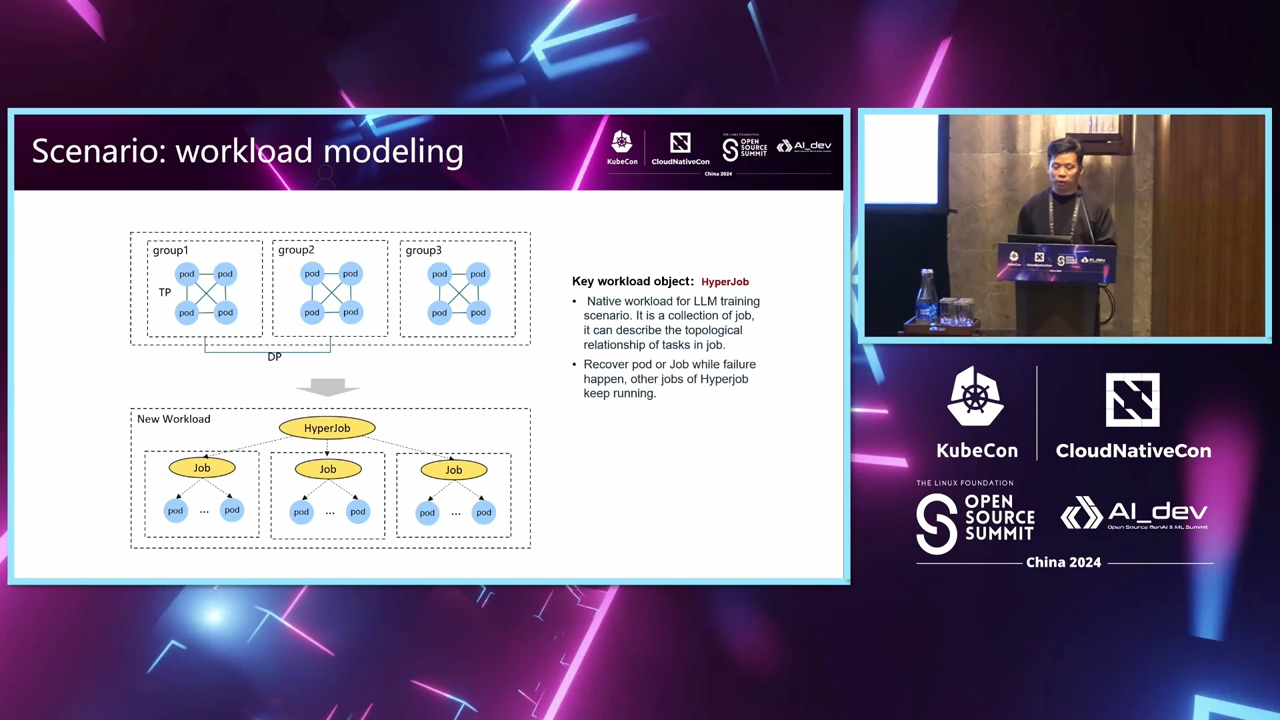 Scenario: workload modeling
KubeCon
CloudNativeCon
THE LINUX FOUNDATION
OPEN
SOURCE
SUMMIT
AI_dev
China 2024
group1
group2
group3
pod pod
pod pod
pod pod
TP
pod pod
pod pod
pod pod
DP
New Workload
HyperJob
Job
Job
Job
pod ... pod
pod ... pod
pod ... pod
Key workload object: HyperJob
• Native workload for LLM training
scenario. It is a collection of job,
it can describe the topological
relationship of tasks in job.
• Recover pod or Job while failure
happen, other jobs of Hyperjob
keep running.
KubeCon
CloudNativeCon
THE LINUX FOUNDATION
OPEN
SOURCE
SUMMIT
AI_dev
Open Source GenAI & ML Summit
China 2024